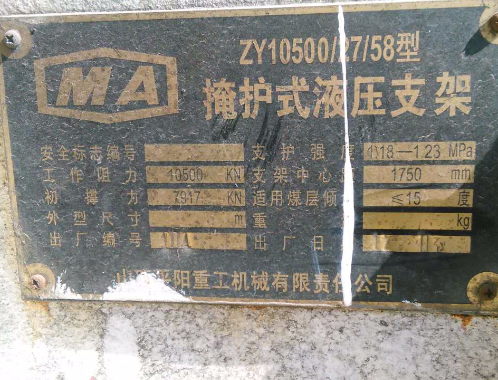 MA
ZY10500/27/58型
掩护式液压支架
安全标志编号 支护强度 1.18—1.23 MPa
工作阻力 10500 KN 支架中心距 1750 mm
初撑力 7917 KN 适用煤层倾 ≤15 度
外型尺寸 m 重 kg
出厂编号 出厂日
山 平阳重工机械有限责任公司